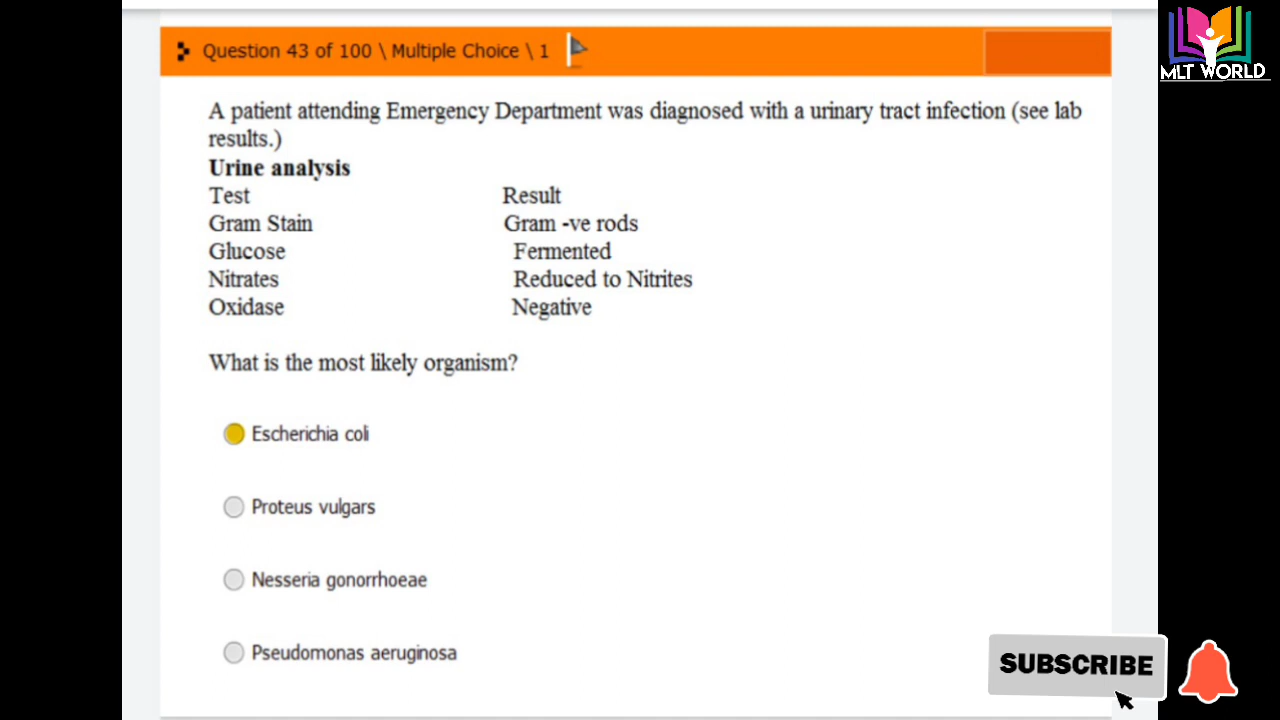 Question 43 of 100 \ Multiple Choice \ 1
MLT WORLD
A patient attending Emergency Department was diagnosed with a urinary tract infection (see lab
results.)
Urine analysis
Test Result
Gram Stain Gram -ve rods
Glucose Fermented
Nitrates Reduced to Nitrites
Oxidase Negative
What is the most likely organism?
Escherichia coli
Proteus vulgars
Nesseria gonorrhoeae
Pseudomonas aeruginosa
SUBSCRIBE